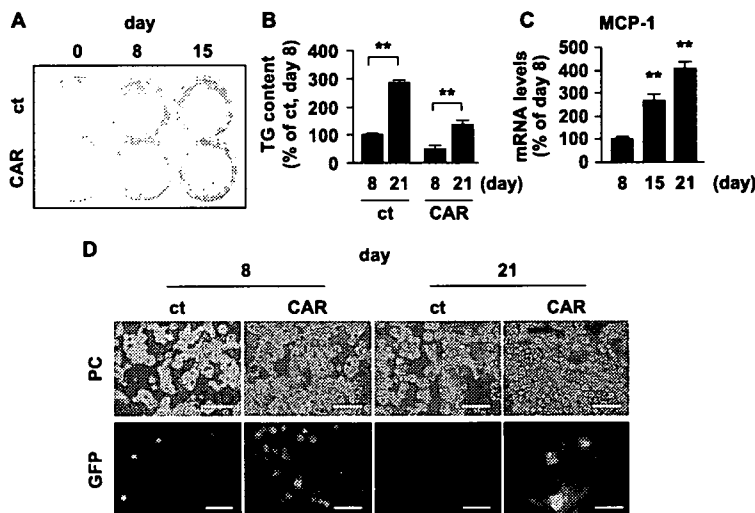 A
day
0 8 15
ct
CAR
B
TG content
(% of ct, day 8)
400
300
200
100
0
**
**
8 21 8 21 (day)
ct CAR
C
MCP-1
mRNA levels
(% of day 8)
500
400
300
200
100
0
**
**
8 15 21 (day)
D
day
8 21
ct CAR ct CAR
PC
GFP